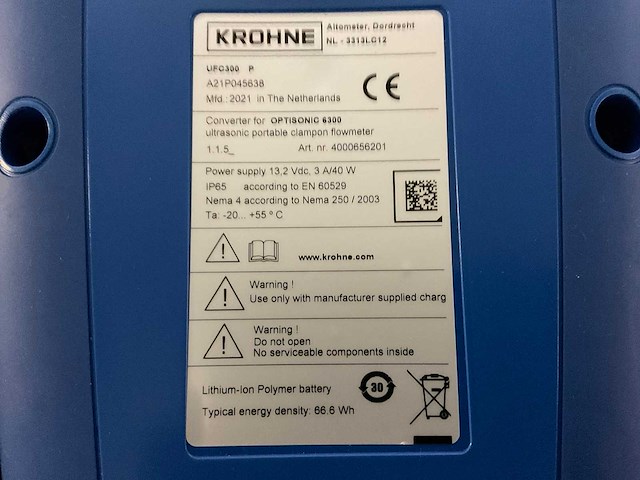 KROHNE
Altometer, Dordrecht
NL - 3313LC12
UFC300 P
A21P045638
Mfd.: 2021 in The Netherlands
CE
Converter for OPTISONIC 6300
ultrasonic portable clampon flowmeter
1.1.5_ Art. nr. 4000656201
Power supply 13,2 Vdc, 3 A/40 W
IP65 according to EN 60529
Nema 4 according to Nema 250 / 2003
Ta: -20... +55 º C
www.krohne.com
Warning !
Use only with manufacturer supplied charg
Warning !
Do not open
No serviceable components inside
Lithium-Ion Polymer battery
30
Typical energy density: 66.6 Wh